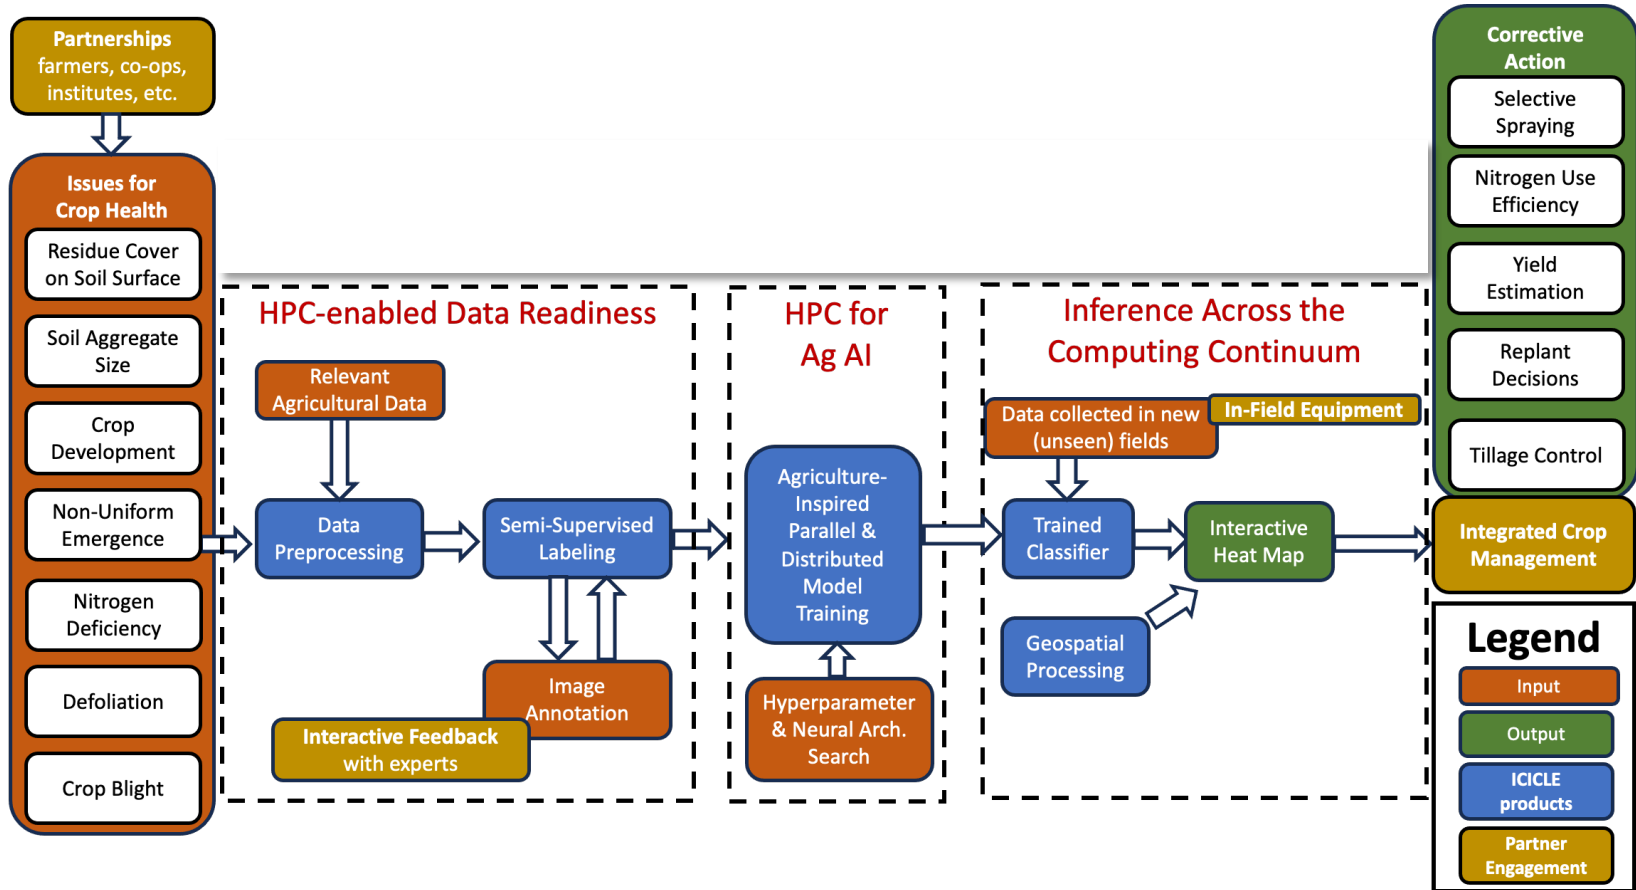 Partnerships
farmers, co-ops,
institutes, etc.
Issues for
Crop Health
Residue Cover
on Soil Surface
Soil Aggregate
Size
Crop
Development
Non-Uniform
Emergence
Nitrogen
Deficiency
Defoliation
Crop Blight
HPC-enabled Data Readiness
Relevant
Agricultural Data
Data
Preprocessing
Semi-Supervised
Labeling
Image
Annotation
Interactive Feedback
with experts
HPC for
Ag AI
Agriculture-
Inspired
Parallel &
Distributed
Model
Training
Hyperparameter
& Neural Arch.
Search
Inference Across the
Computing Continuum
Data collected in new
(unseen) fields
In-Field Equipment
Trained
Classifier
Interactive
Heat Map
Geospatial
Processing
Corrective
Action
Selective
Spraying
Nitrogen Use
Efficiency
Yield
Estimation
Replant
Decisions
Tillage Control
Integrated Crop
Management
Legend
Input
Output
ICICLE
products
Partner
Engagement